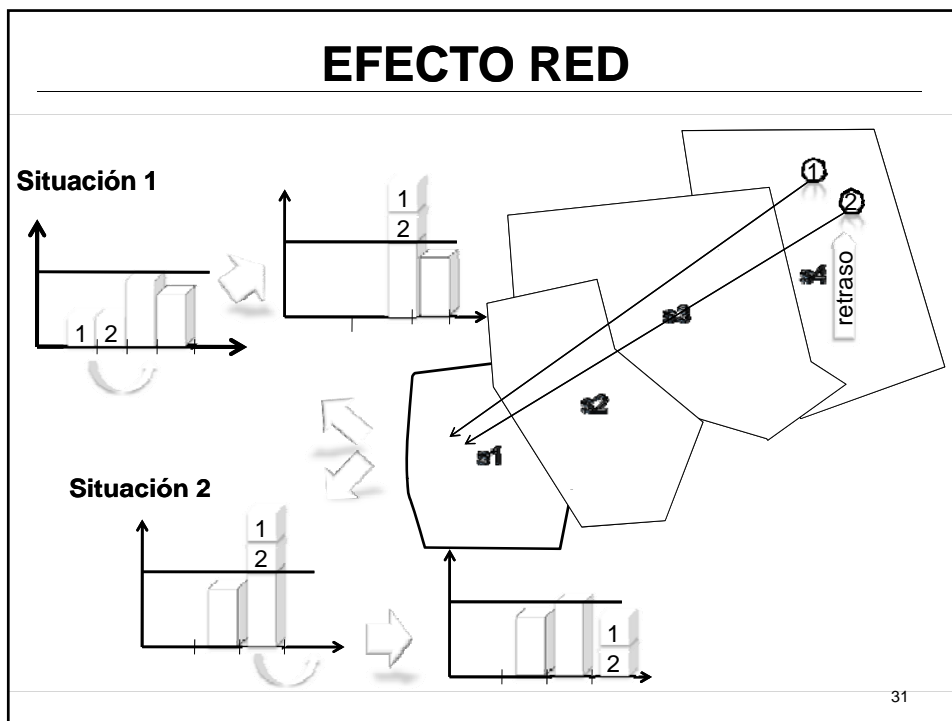 EFECTO RED
Situación 1
1 2
1
2
1
2
s4
retraso
s3
s2
s1
Situación 2
1
2
1
2
31